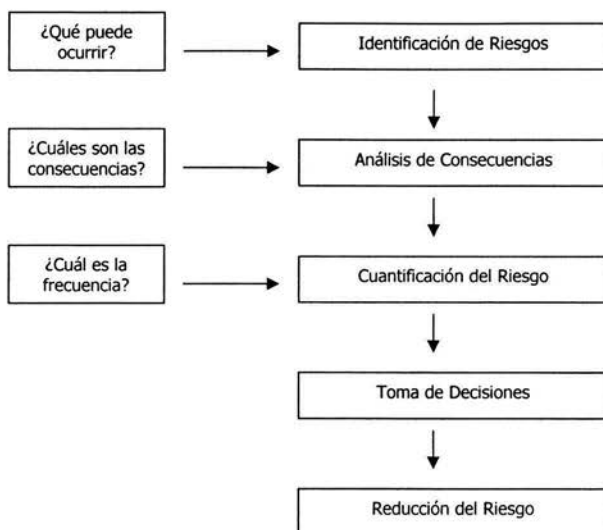 ¿Qué puede
ocurrir?
Identificación de Riesgos
¿Cuáles son las
consecuencias?
Análisis de Consecuencias
¿Cuál es la
frecuencia?
Cuantificación del Riesgo
Toma de Decisiones
Reducción del Riesgo